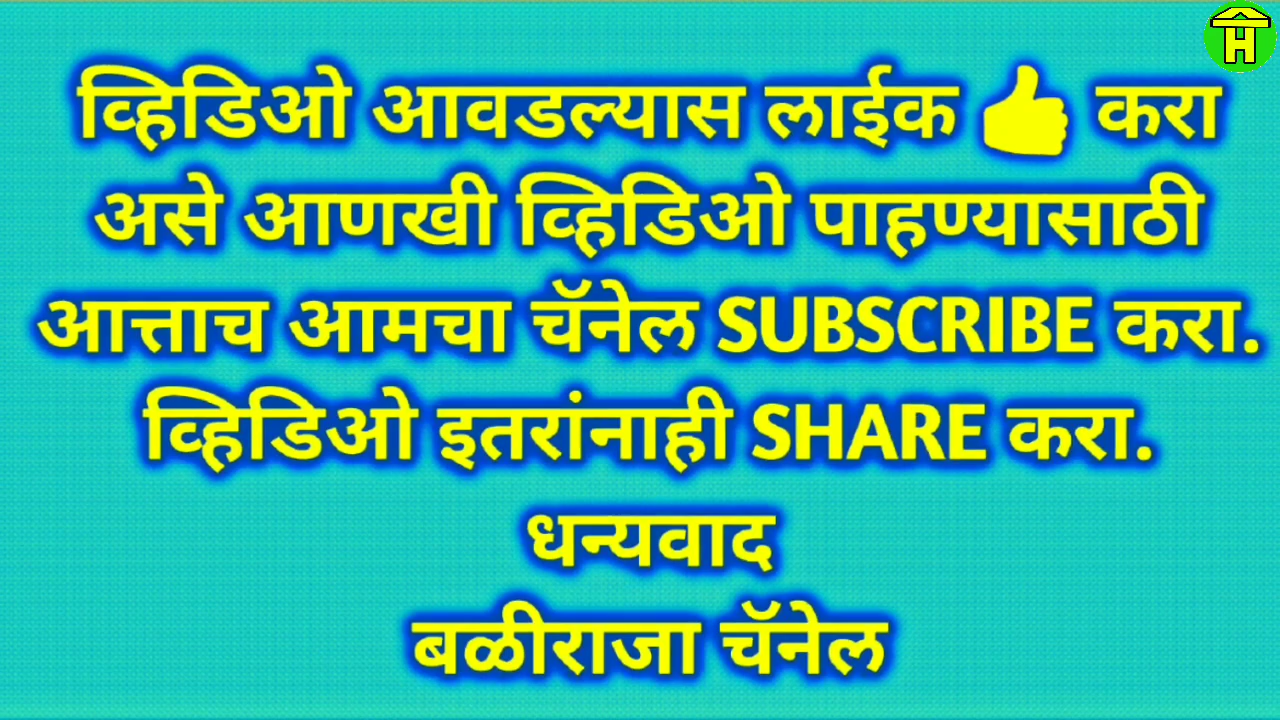 व्हिडिओ आवडल्यास लाईक 👍 करा
असे आणखी व्हिडिओ पाहण्यासाठी
आत्ताच आमचा चॅनेल SUBSCRIBE करा.
व्हिडिओ इतरांनाही SHARE करा.
धन्यवाद
बळीराजा चॅनेल
H